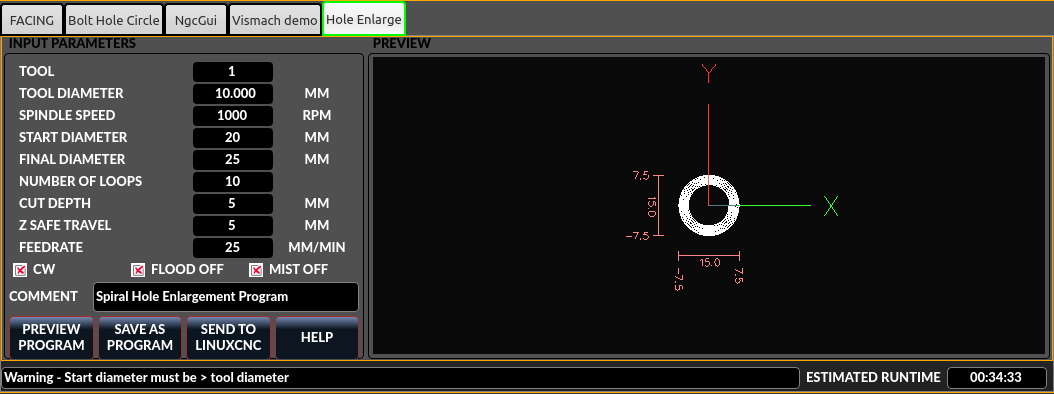 FACING Bolt Hole Circle NgcGui Vismach demo Hole Enlarge
INPUT PARAMETERS
TOOL 1
TOOL DIAMETER 10.000 MM
SPINDLE SPEED 1000 RPM
START DIAMETER 20 MM
FINAL DIAMETER 25 MM
NUMBER OF LOOPS 10
CUT DEPTH 5 MM
Z SAFE TRAVEL 5 MM
FEEDRATE 25 MM/MIN
CW FLOOD OFF MIST OFF
COMMENT Spiral Hole Enlargement Program
PREVIEW
PROGRAM
SAVE AS
PROGRAM
SEND TO
LINUXCNC
HELP
PREVIEW
Y
7.5
15.0
-7.5
X
15.0
-7.5
7.5
Warning - Start diameter must be > tool diameter ESTIMATED RUNTIME 00:34:33